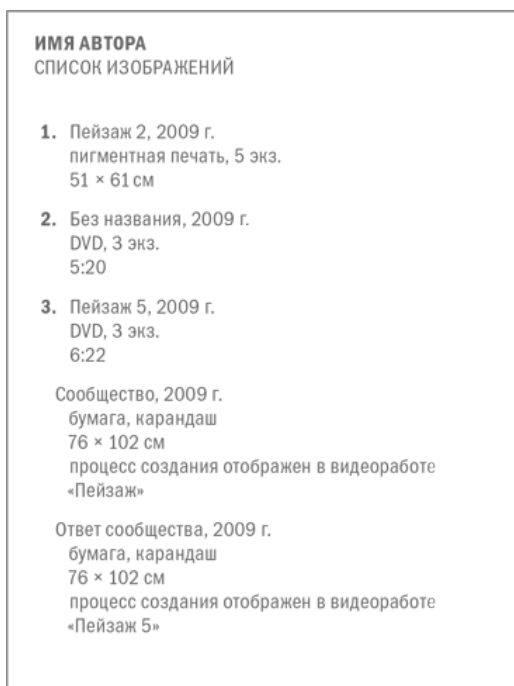 ИМЯ АВТОРА
СПИСОК ИЗОБРАЖЕНИЙ
1. Пейзаж 2, 2009 г.
пигментная печать, 5 экз.
51 × 61 см
2. Без названия, 2009 г.
DVD, 3 экз.
5:20
3. Пейзаж 5, 2009 г.
DVD, 3 экз.
6:22
Сообщество, 2009 г.
бумага, карандаш
76 × 102 см
процесс создания отображен в видеоработе
«Пейзаж»
Ответ сообщества, 2009 г.
бумага, карандаш
76 × 102 см
процесс создания отображен в видеоработе
«Пейзаж 5»